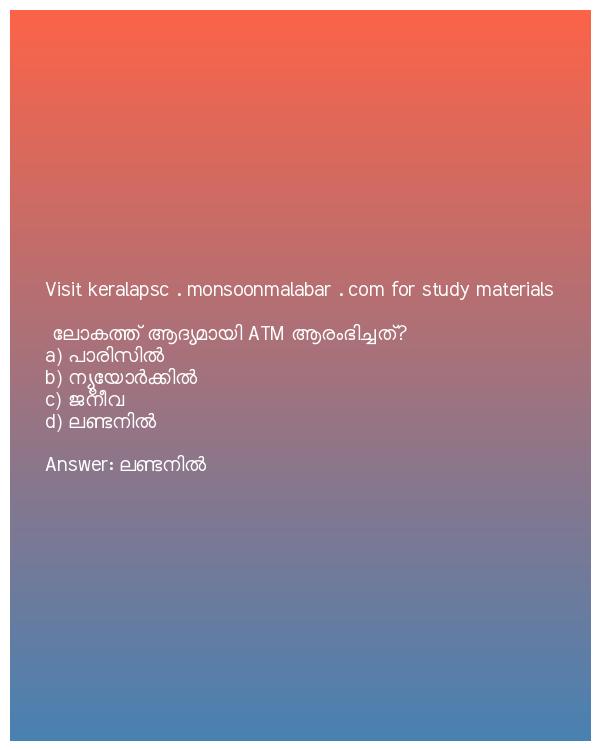 Visit keralapsc . monsoonmalabar . com for study materials
ലോകത്ത് ആദ്യമായി ATM ആരംഭിച്ചത്?
a) പാരിസിൽ
b) ന്യൂയോർക്കിൽ
c) ജനീവ
d) ലണ്ടനിൽ
Answer: ലണ്ടനിൽ